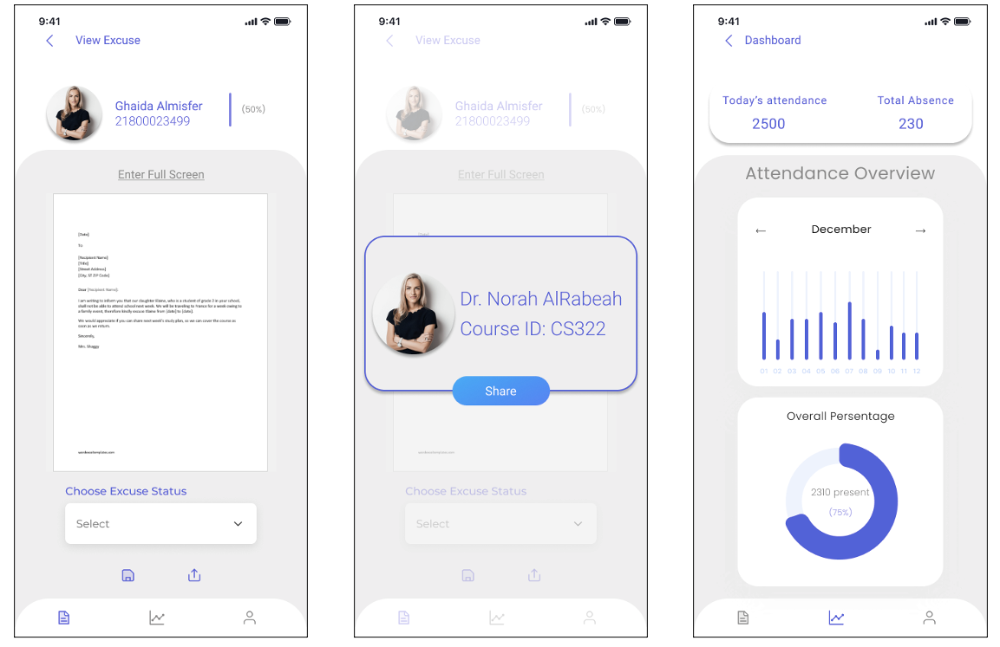 9:41
View Excuse
Ghaida Almisfer
21800023499
(50%)
Enter Full Screen
[Date]
To:
[Recipient Name]
[Title]
[Street Address]
[City, ST ZIP Code]
Dear [Recipient Name]:
I am writing to inform you that our daughter Elaine, who is a student of grade 3 in your school,
shall not be able to attend school next week. We will be traveling to France for a week owing to
a family event, therefore kindly excuse Elaine from [date] to [date].
We would appreciate if you can share next week's study plan, so we can cover the course as
soon as we return.
Sincerely,
Mrs. Shaggy
Choose Excuse Status
Select
9:41
View Excuse
Ghaida Almisfer
21800023499
(50%)
Enter Full Screen
Dr. Norah AlRabeah
Course ID: CS322
Share
Choose Excuse Status
Select
9:41
Dashboard
Today's attendance
Total Absence
2500
230
Attendance Overview
← December →
01 02 03 04 05 06 07 08 09 10 11 12
Overall Persentage
2310 present
(75%)